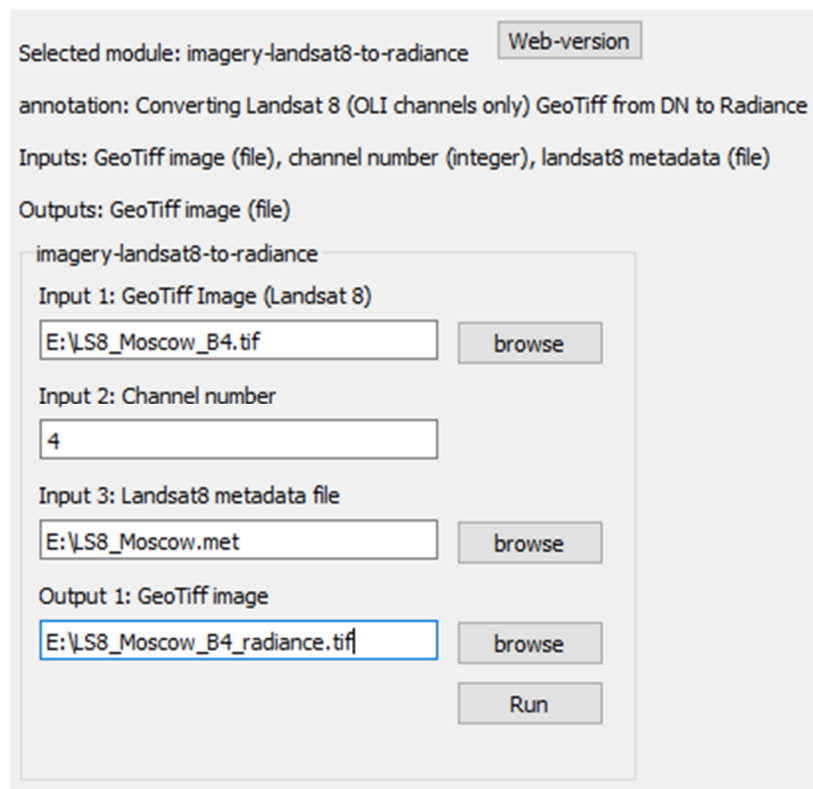 Selected module: imagery-landsat8-to-radiance Web-version
annotation: Converting Landsat 8 (OLI channels only) GeoTiff from DN to Radiance
Inputs: GeoTiff image (file), channel number (integer), landsat8 metadata (file)
Outputs: GeoTiff image (file)
imagery-landsat8-to-radiance
Input 1: GeoTiff Image (Landsat 8)
E:\LS8_Moscow_B4.tif browse
Input 2: Channel number
4
Input 3: Landsat8 metadata file
E:\LS8_Moscow.met browse
Output 1: GeoTiff image
E:\LS8_Moscow_B4_radiance.tif browse
Run